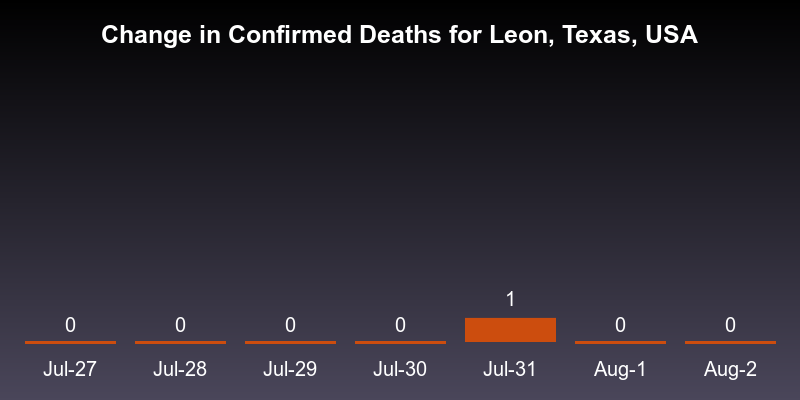 Change in Confirmed Deaths for Leon, Texas, USA
0 0 0 0 1 0 0
Jul-27 Jul-28 Jul-29 Jul-30 Jul-31 Aug-1 Aug-2